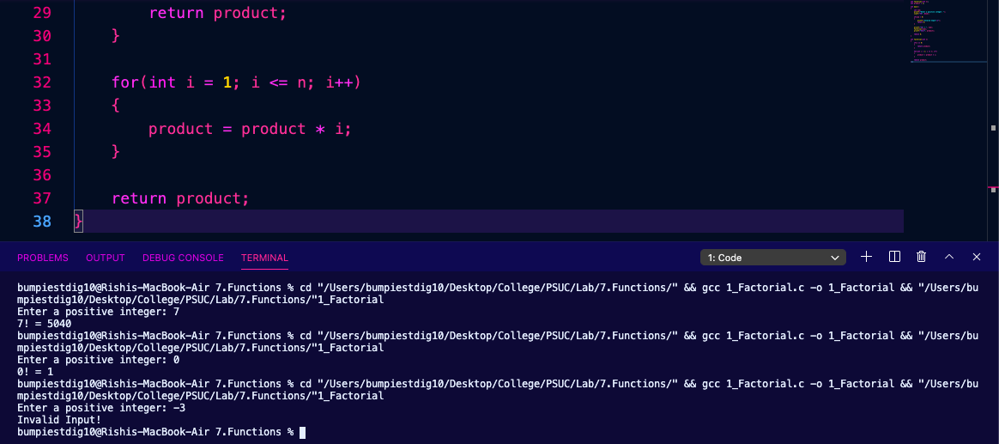 29 return product;
30 }
31
32 for(int i = 1; i <= n; i++)
33 {
34 product = product * i;
35 }
36
37 return product;
38 }
PROBLEMS OUTPUT DEBUG CONSOLE TERMINAL 1: Code
bumpiestdig10@Rishis-MacBook-Air 7.Functions % cd "/Users/bumpiestdig10/Desktop/College/PSUC/Lab/7.Functions/" && gcc 1_Factorial.c -o 1_Factorial && "/Users/bu
mpiestdig10/Desktop/College/PSUC/Lab/7.Functions/"1_Factorial
Enter a positive integer: 7
7! = 5040
bumpiestdig10@Rishis-MacBook-Air 7.Functions % cd "/Users/bumpiestdig10/Desktop/College/PSUC/Lab/7.Functions/" && gcc 1_Factorial.c -o 1_Factorial && "/Users/bu
mpiestdig10/Desktop/College/PSUC/Lab/7.Functions/"1_Factorial
Enter a positive integer: 0
0! = 1
bumpiestdig10@Rishis-MacBook-Air 7.Functions % cd "/Users/bumpiestdig10/Desktop/College/PSUC/Lab/7.Functions/" && gcc 1_Factorial.c -o 1_Factorial && "/Users/bu
mpiestdig10/Desktop/College/PSUC/Lab/7.Functions/"1_Factorial
Enter a positive integer: -3
Invalid Input!
bumpiestdig10@Rishis-MacBook-Air 7.Functions %